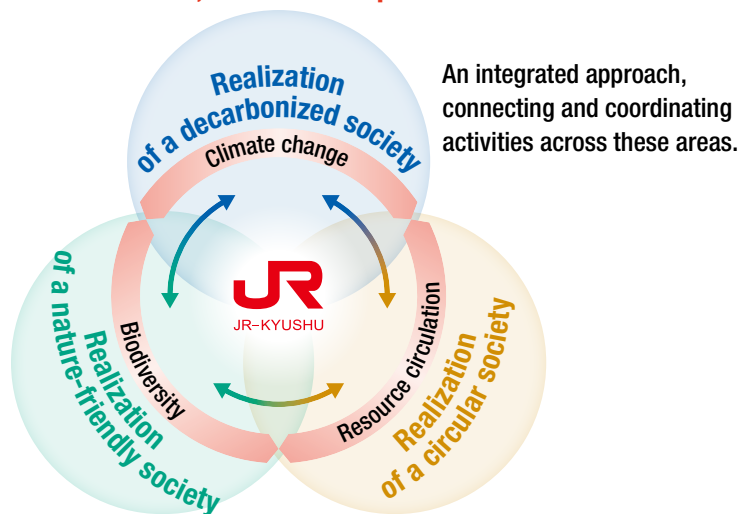 Realization
of a decarbonized society
Climate change
An integrated approach,
connecting and coordinating
activities across these areas.
JR
JR-KYUSHU
Biodiversity
Realization
of a nature-friendly society
Resource circulation
Realization
of a circular society